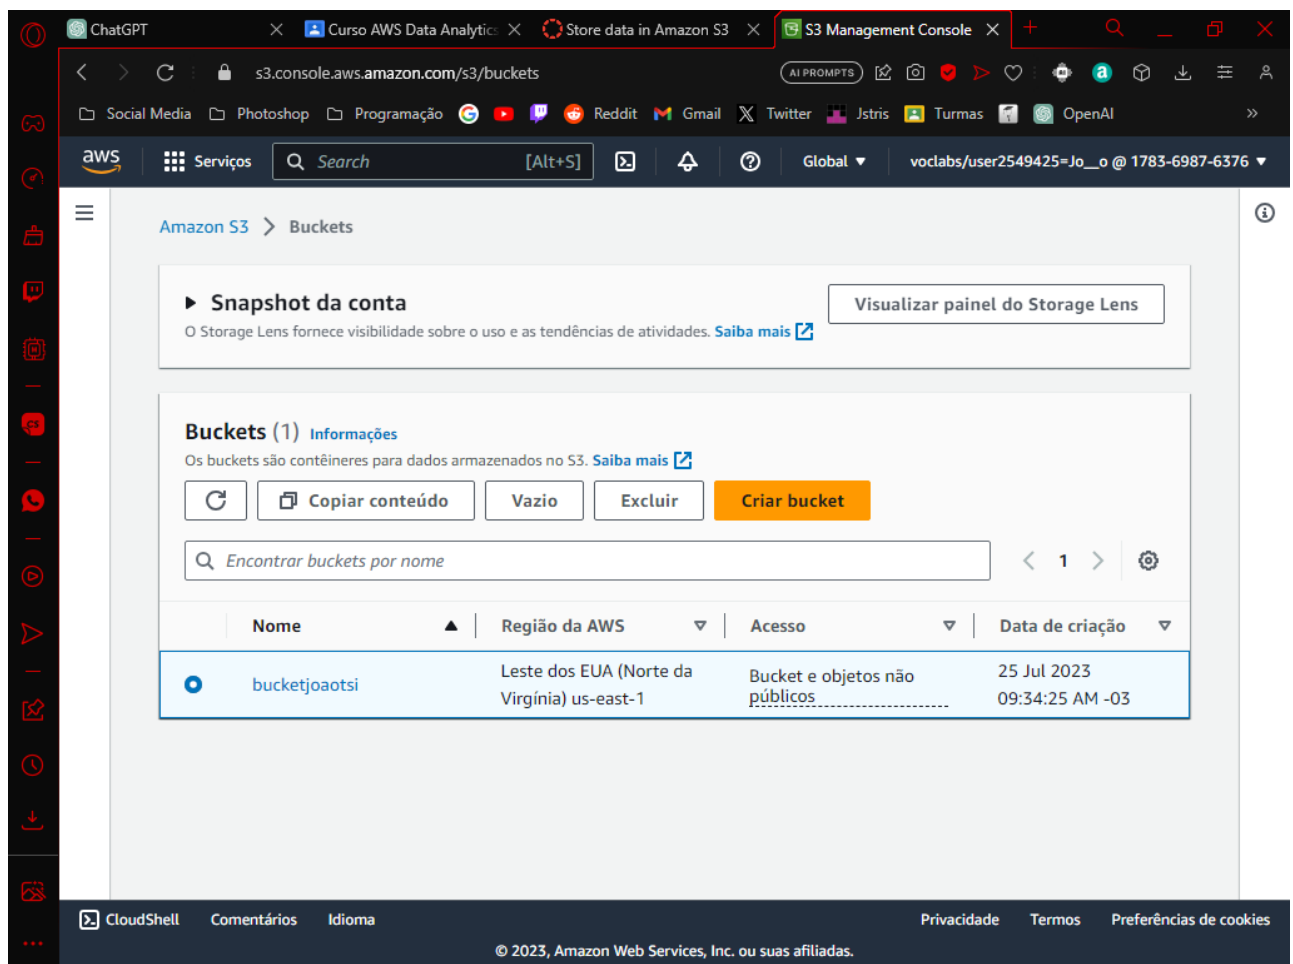 ChatGPT
Curso AWS Data Analytics
Store data in Amazon S3
S3 Management Console
s3.console.aws.amazon.com/s3/buckets
AI PROMPTS
Social Media
Photoshop
Programação
Reddit
Gmail
Twitter
Jstris
Turmas
OpenAI
aws
Serviços
Search
[Alt+S]
Global
voclabs/user2549425=Jo__o @ 1783-6987-6376
Amazon S3 > Buckets
Snapshot da conta
O Storage Lens fornece visibilidade sobre o uso e as tendências de atividades. Saiba mais
Visualizar painel do Storage Lens
Buckets (1) Informações
Os buckets são contêineres para dados armazenados no S3. Saiba mais
Copiar conteúdo
Vazio
Excluir
Criar bucket
Encontrar buckets por nome
1
Nome
Região da AWS
Acesso
Data de criação
bucketjoaotsi
Leste dos EUA (Norte da
Virgínia) us-east-1
Bucket e objetos não
públicos
25 Jul 2023
09:34:25 AM -03
CloudShell
Comentários
Idioma
Privacidade
Termos
Preferências de cookies
© 2023, Amazon Web Services, Inc. ou suas afiliadas.